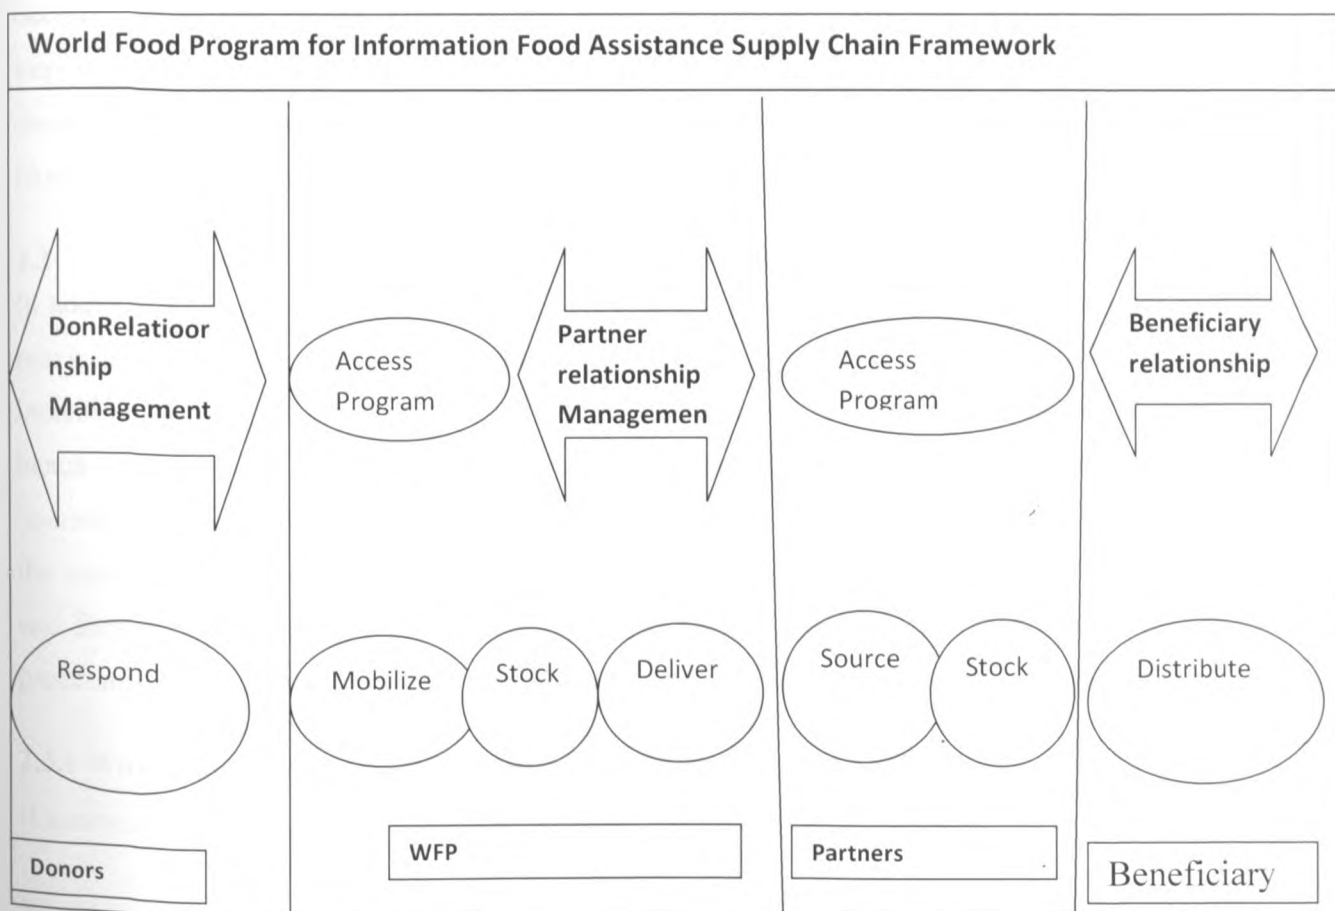 World Food Program for Information Food Assistance Supply Chain Framework
DonRelatioor
nship
Management
Access
Program
Partner
relationship
Managemen
Access
Program
Beneficiary
relationship
Respond
Mobilize
Stock
Deliver
Source
Stock
Distribute
Donors
WFP
Partners
Beneficiary